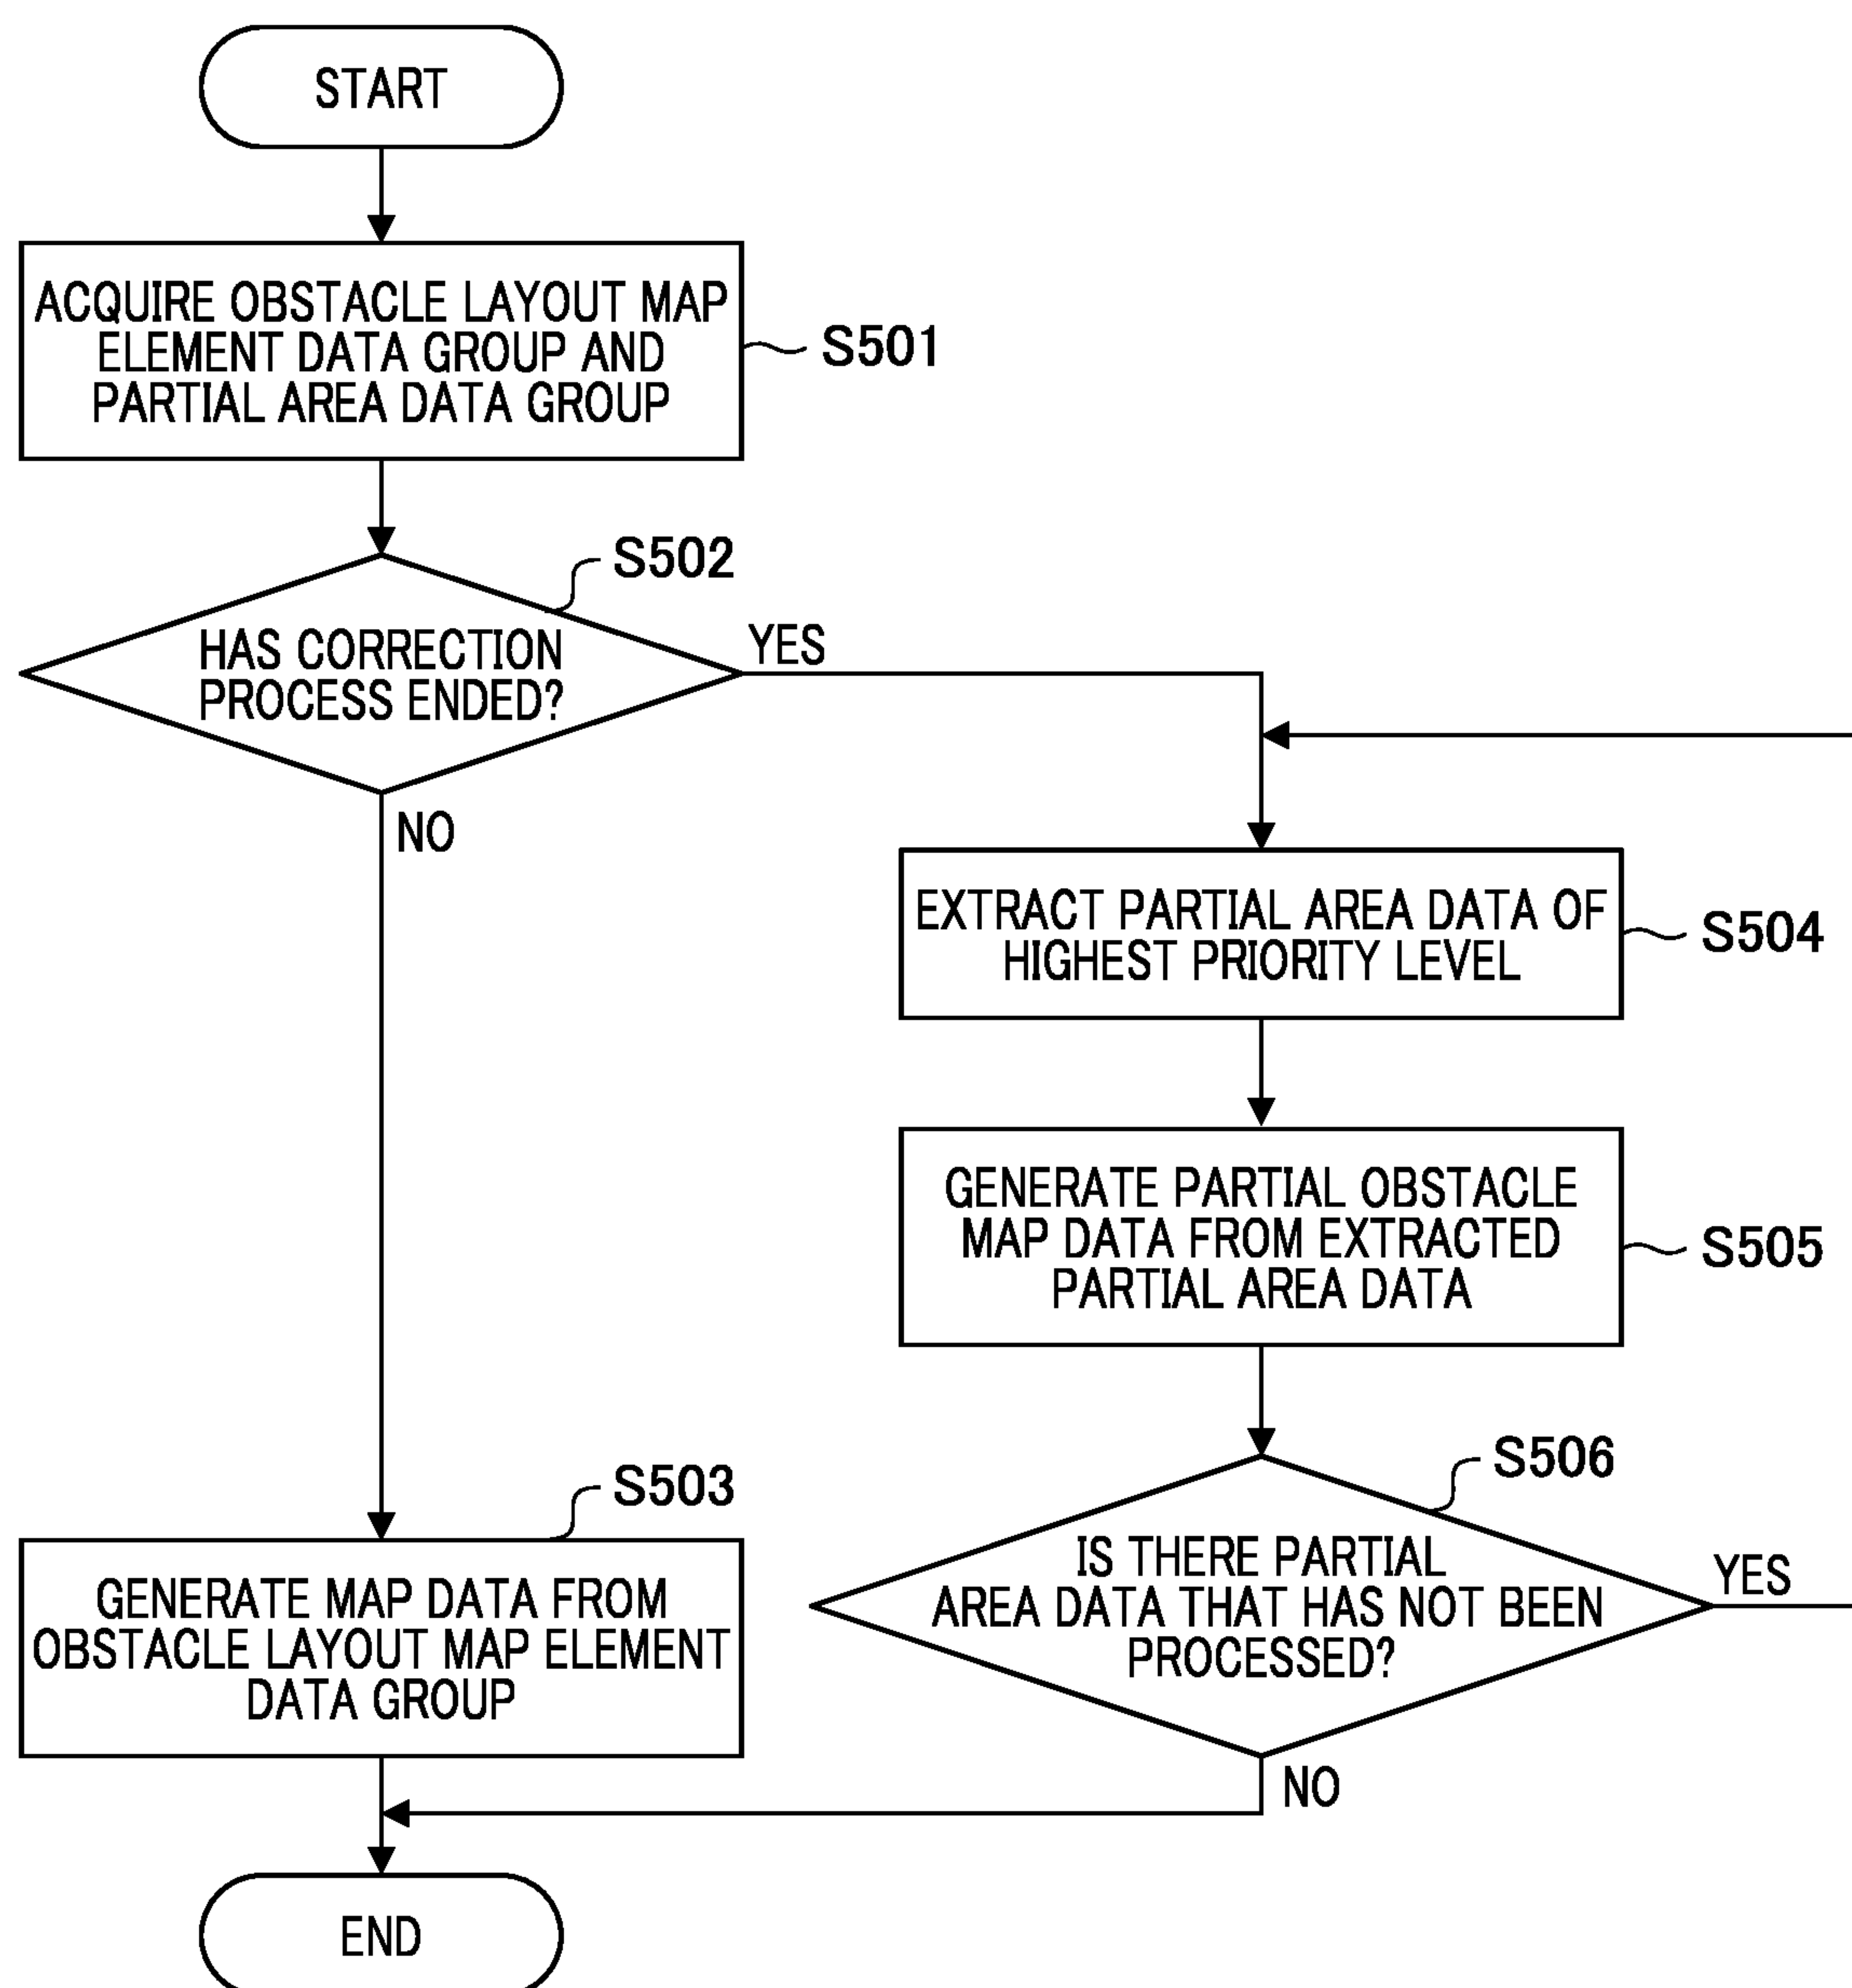 START
ACQUIRE OBSTACLE LAYOUT MAP
ELEMENT DATA GROUP AND
PARTIAL AREA DATA GROUP
S501
S502
HAS CORRECTION
PROCESS ENDED?
YES
NO
EXTRACT PARTIAL AREA DATA OF
HIGHEST PRIORITY LEVEL
S504
GENERATE PARTIAL OBSTACLE
MAP DATA FROM EXTRACTED
PARTIAL AREA DATA
S505
S506
IS THERE PARTIAL
AREA DATA THAT HAS NOT BEEN
PROCESSED?
YES
NO
S503
GENERATE MAP DATA FROM
OBSTACLE LAYOUT MAP ELEMENT
DATA GROUP
END